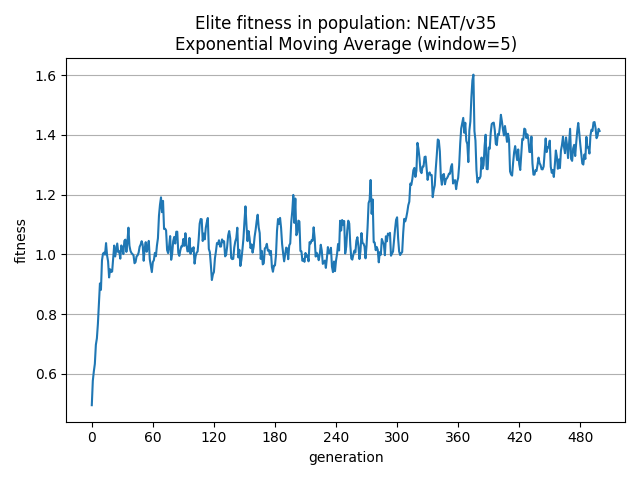 Elite fitness in population: NEAT/v35
Exponential Moving Average (window=5)
1.6
1.4
1.2
1.0
0.8
0.6
fitness
0 60 120 180 240 300 360 420 480
generation